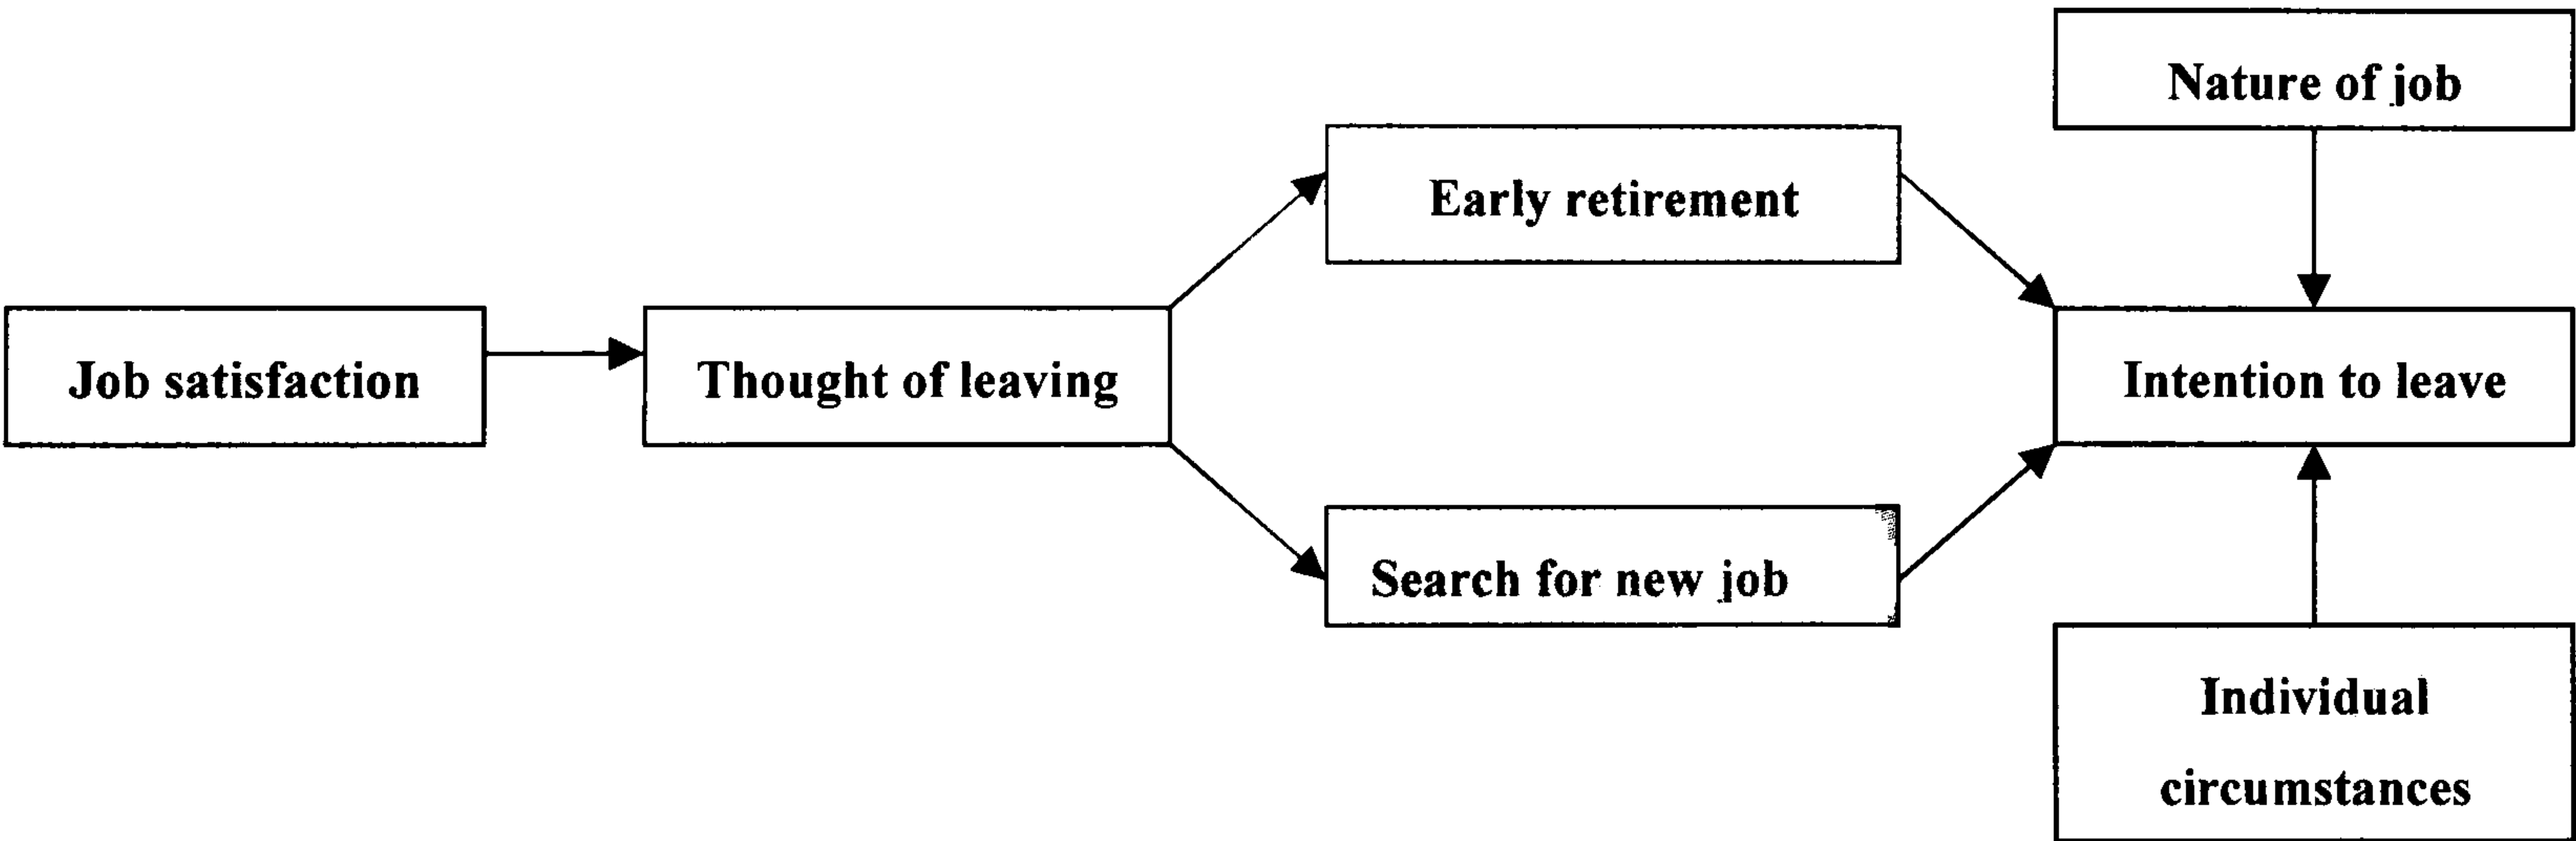 Nature of job
Early retirement
Job satisfaction
Thought of leaving
Intention to leave
Search for new job
Individual
circumstances